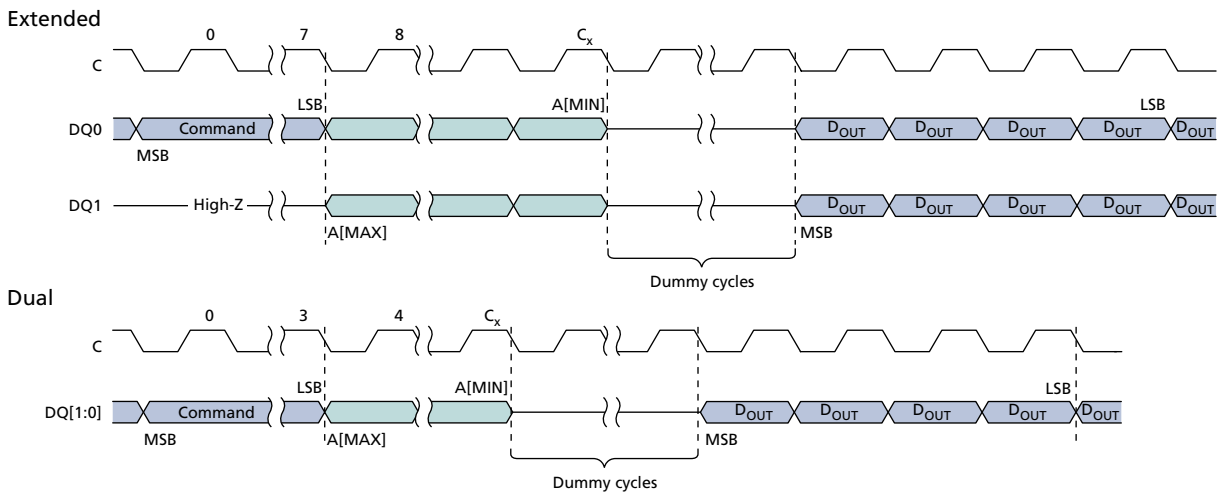 Extended
0 7 8 Cx
C
LSB A[MIN] LSB
DQ0 Command DOUT DOUT DOUT DOUT DOUT
MSB
DQ1 High-Z DOUT DOUT DOUT DOUT DOUT
A[MAX] MSB
Dummy cycles
Dual
0 3 4 Cx
C
LSB A[MIN] LSB
DQ[1:0] Command DOUT DOUT DOUT DOUT DOUT
MSB A[MAX] MSB
Dummy cycles